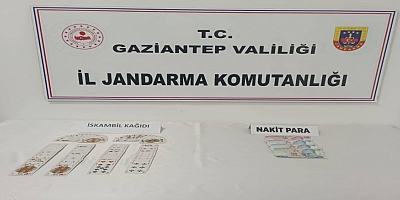 T.C.
GAZİANTEP VALİLİĞİ
İL JANDARMA KOMUTANLIĞI
İSKAMBİL KAĞIDI
NAKİT PARA